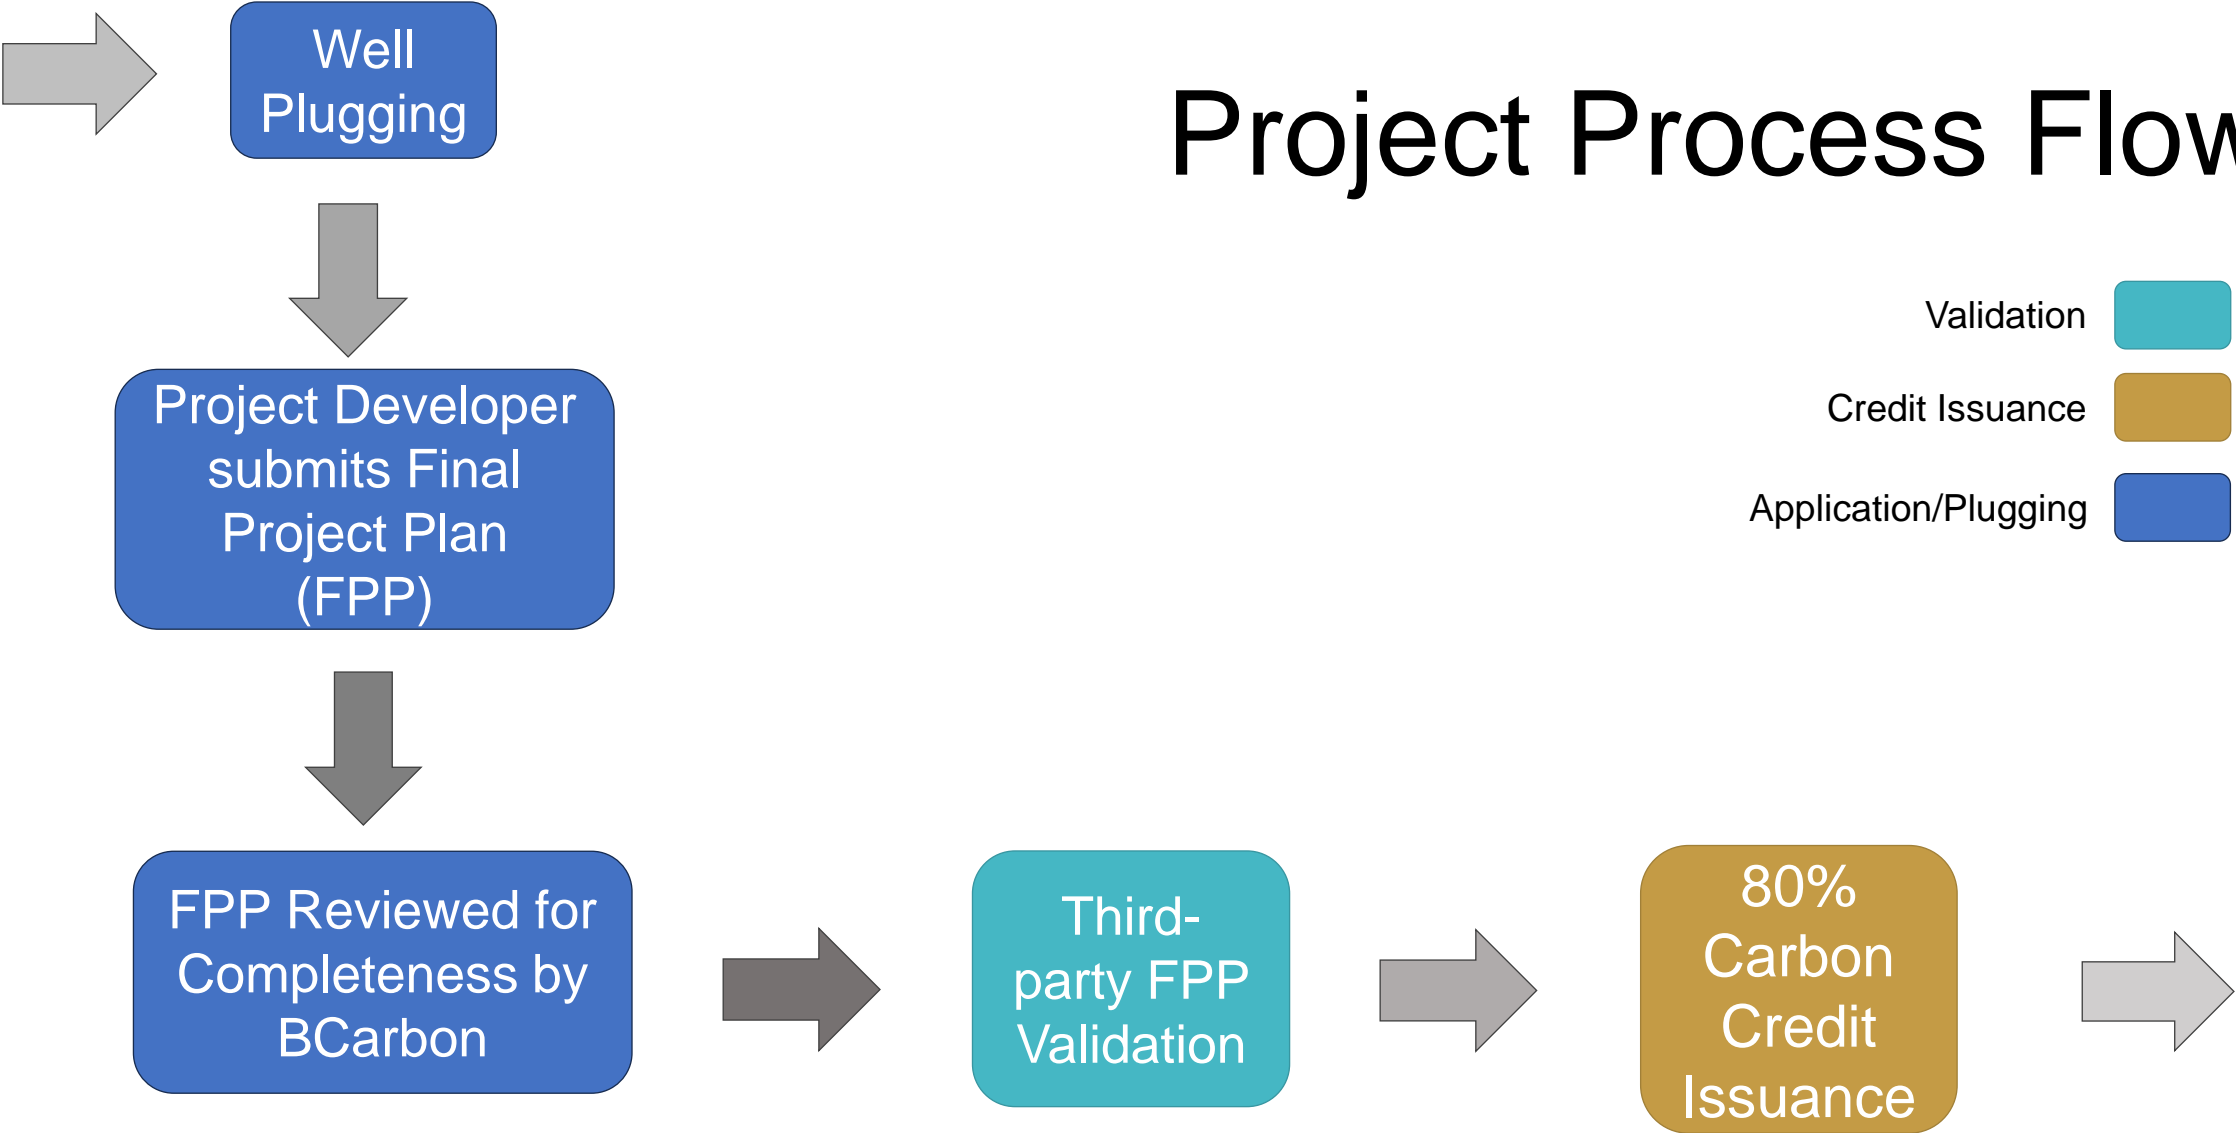 Well
Plugging
Project Process Flow
Validation
Credit Issuance
Application/Plugging
Project Developer
submits Final
Project Plan
(FPP)
FPP Reviewed for
Completeness by
BCarbon
Third-
party FPP
Validation
80%
Carbon
Credit
Issuance